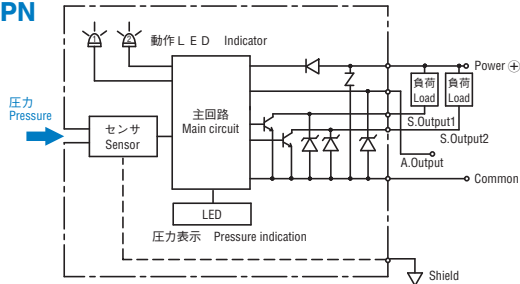 PN
1
2
動作ＬＥＤ Indicator
Power ⊕
負荷
Load
負荷
Load
圧力
Pressure
主回路
Main circuit
センサ
Sensor
S.Output1
S.Output2
A.Output
Common
LED
圧力表示 Pressure indication
Shield